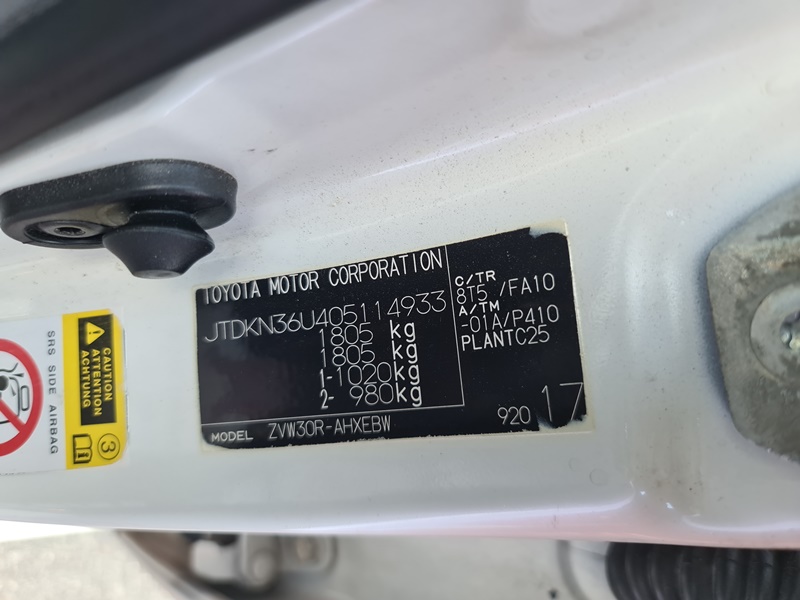 TOYOTA MOTOR CORPORATION
JTDKN36U405114933
1805 kg
1805 kg
1-1020kg
2- 980kg
MODEL ZVW30R-AHXEBW
C/TR
8T5 /FA10
A/TM
-01A/P410
PLANTC25
920 17
CAUTION
ATTENTION
ACHTUNG
3
SRS SIDE AIRBAG